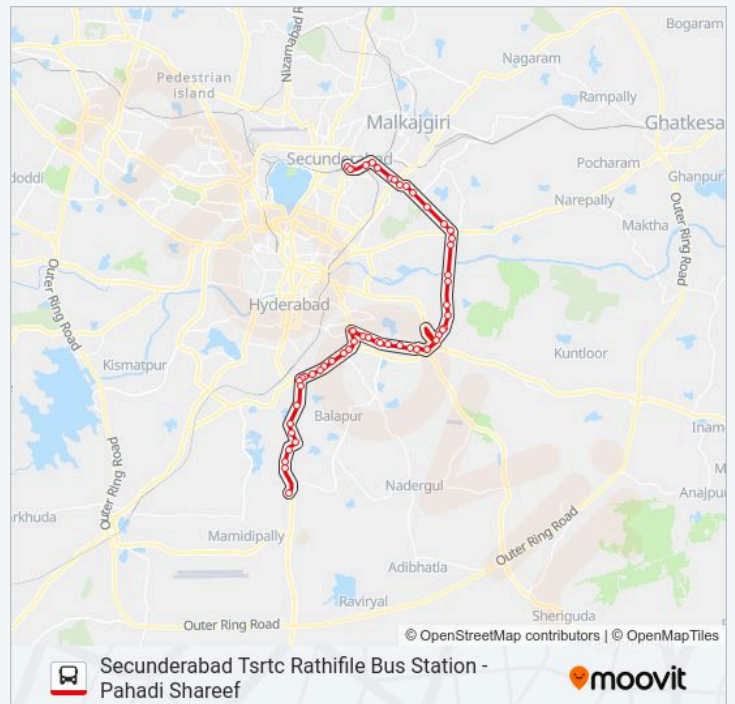 Bogaram
Nizamabad R
Nagaram
Pedestrian
island
Rampally
Malkajgiri
Ghatkesa
Secunderabad
doddi
Pocharam
Ghanpur
Narepally
Maktha
Outer Ring Road
Outer Ring Road
Hyderabad
Kismatpur
Kuntloor
Balapur
Inam
Outer Ring Road
Nadergul
Anajpu
arkhuda
Mamidipally
Outer Ring Road
Adibhatla
Raviryal
Sheriguda
Outer Ring Road
© OpenStreetMap contributors | © OpenMapTiles
Secunderabad Tsrtc Rathifile Bus Station -
Pahadi Shareef
moovit